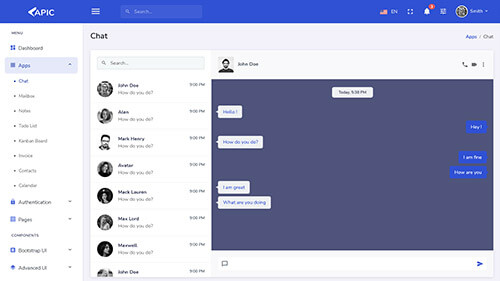 APIC
Search...
EN
3
Smith
MENU
Dashboard
Apps
Chat
Mailbox
Notes
Todo List
Kanban Board
Invoice
Contacts
Calendar
Authentication
Pages
COMPONENTS
Bootstrap UI
Advanced UI
Chat
Apps / Chat
Search...
John Doe 9:00 PM
How do you do?
Alen 9:00 PM
How do you do?
Mark Henry 9:00 PM
How do you do?
Avatar 9:00 PM
How do you do?
Mack Lauren 9:00 PM
How do you do?
Max Lord 9:00 PM
How do you do?
Maxwell 9:00 PM
How do you do?
John Doe 9:00 PM
John Doe
Today, 5:38 PM
Hello !
Hey !
How do you do?
I am fine
How are you
I am great
What are you doing